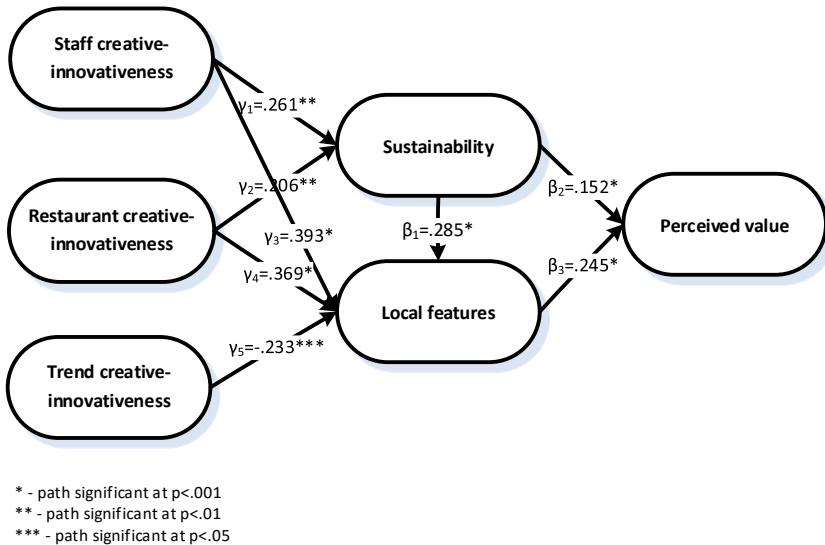 Staff creative-
innovativeness
γ₁=.261**
Sustainability
γ₂=.206**
Restaurant creative-
innovativeness
γ₃=.393*
β₁=.285*
β₂=.152*
Perceived value
γ₄=.369*
β₃=.245*
Local features
γ₅=-.233***
Trend creative-
innovativeness
* - path significant at p<.001
** - path significant at p<.01
*** - path significant at p<.05